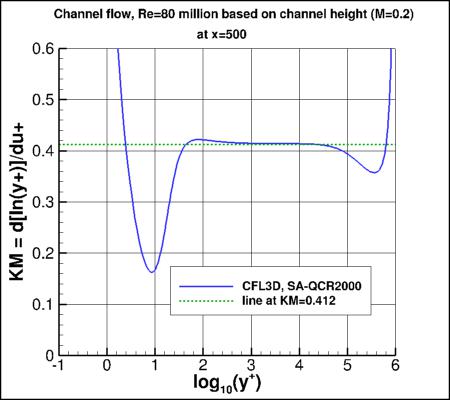 Channel flow, Re=80 million based on channel height (M=0.2)
at x=500
KM = d[ln(y+)]/du+
0.6
0.5
0.4
0.3
0.2
0.1
0
CFL3D, SA-QCR2000
line at KM=0.412
-1 0 1 2 3 4 5 6
log₁₀(y⁺)